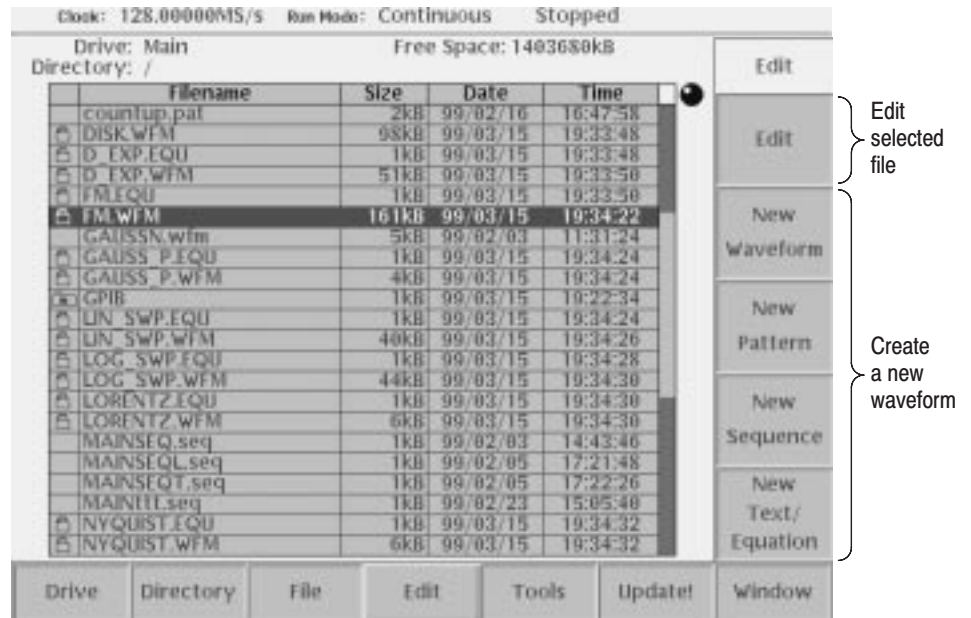 Clock: 128.00000MS/s Run Mode: Continuous Stopped
Drive: Main Free Space: 1403680kB
Directory: /
Filename Size Date Time
countup.pat 2kB 99/02/16 16:47:58
DISK.WFM 98kB 99/03/15 19:33:48
D_EXP.EQU 1kB 99/03/15 19:33:48
D_EXP.WFM 51kB 99/03/15 19:33:50
FM.EQU 1kB 99/03/15 19:33:50
FM.WFM 161kB 99/03/15 19:34:22
GAUSSN.wfm 5kB 99/02/03 11:31:24
GAUSS_P.EQU 1kB 99/03/15 19:34:24
GAUSS_P.WFM 4kB 99/03/15 19:34:24
GPIB 1kB 99/03/15 19:22:34
LIN_SWP.EQU 1kB 99/03/15 19:34:24
LIN_SWP.WFM 40kB 99/03/15 19:34:26
LOG_SWP.EQU 1kB 99/03/15 19:34:28
LOG_SWP.WFM 44kB 99/03/15 19:34:30
LORENTZ.EQU 1kB 99/03/15 19:34:30
LORENTZ.WFM 6kB 99/03/15 19:34:30
MAINSEQ.seq 1kB 99/02/03 14:43:46
MAINSEQL.seq 1kB 99/02/05 17:21:48
MAINSEQT.seq 1kB 99/02/05 17:22:26
MAINttt.seq 1kB 99/02/23 15:05:40
NYQUIST.EQU 1kB 99/03/15 19:34:32
NYQUIST.WFM 6kB 99/03/15 19:34:32
Edit
Edit
New
Waveform
New
Pattern
New
Sequence
New
Text/
Equation
Edit
selected
file
Create
a new
waveform
Drive Directory File Edit Tools Update! Window